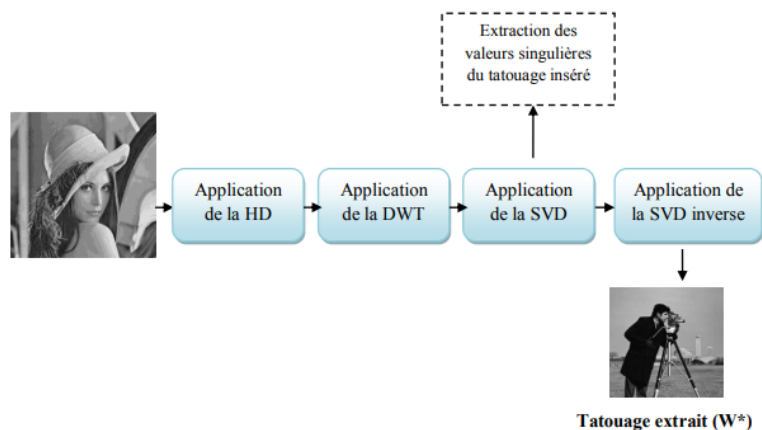 Extraction des
valeurs singulières
du tatouage inséré
Application
de la HD
Application
de la DWT
Application
de la SVD
Application de
la SVD inverse
Tatouage extrait (W*)